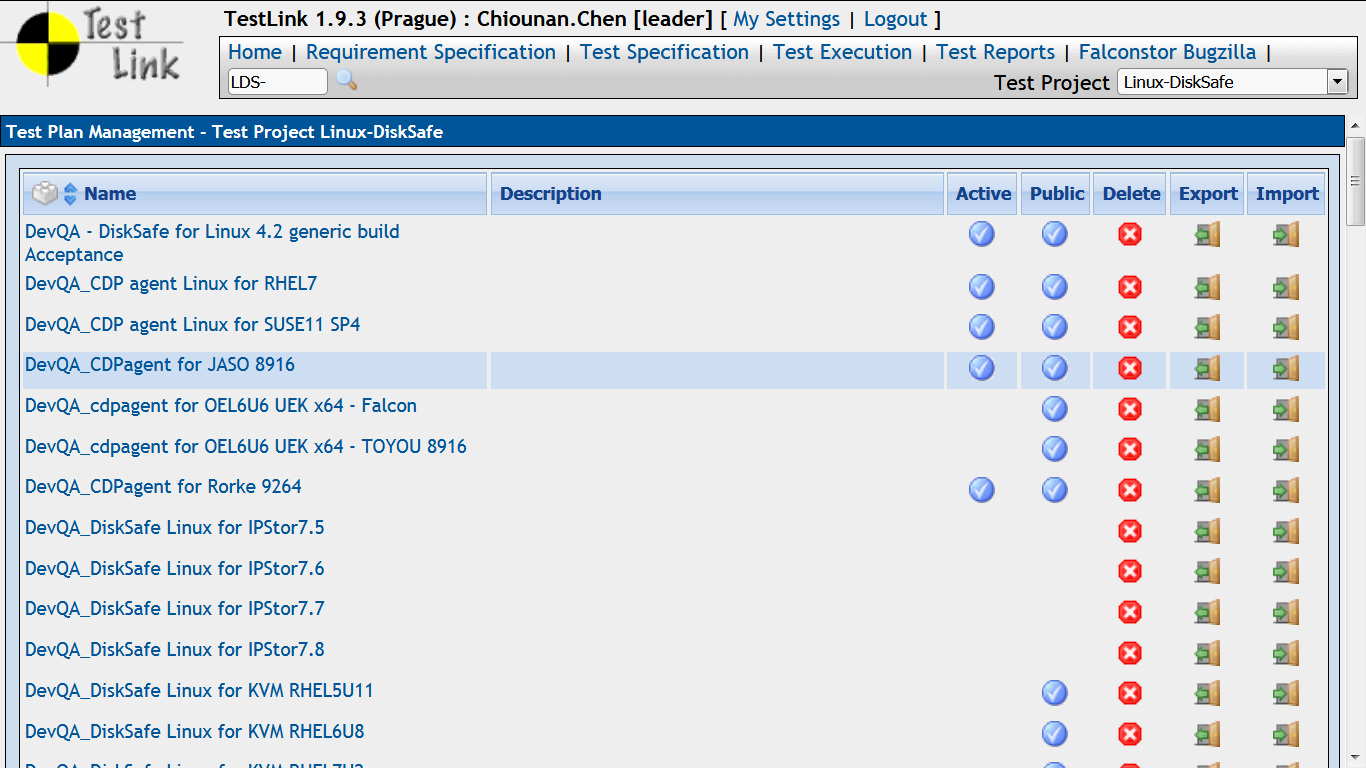 Test
Link
TestLink 1.9.3 (Prague) : Chiounan.Chen [leader] [ My Settings | Logout ]
Home | Requirement Specification | Test Specification | Test Execution | Test Reports | Falconstor Bugzilla |
LDS- Test Project Linux-DiskSafe
Test Plan Management - Test Project Linux-DiskSafe
Name Description Active Public Delete Export Import
DevQA - DiskSafe for Linux 4.2 generic build
Acceptance
DevQA_CDP agent Linux for RHEL7
DevQA_CDP agent Linux for SUSE11 SP4
DevQA_CDPagent for JASO 8916
DevQA_cdpagent for OEL6U6 UEK x64 - Falcon
DevQA_cdpagent for OEL6U6 UEK x64 - TOYOU 8916
DevQA_CDPagent for Rorke 9264
DevQA_DiskSafe Linux for IPStor7.5
DevQA_DiskSafe Linux for IPStor7.6
DevQA_DiskSafe Linux for IPStor7.7
DevQA_DiskSafe Linux for IPStor7.8
DevQA_DiskSafe Linux for KVM RHEL5U11
DevQA_DiskSafe Linux for KVM RHEL6U8